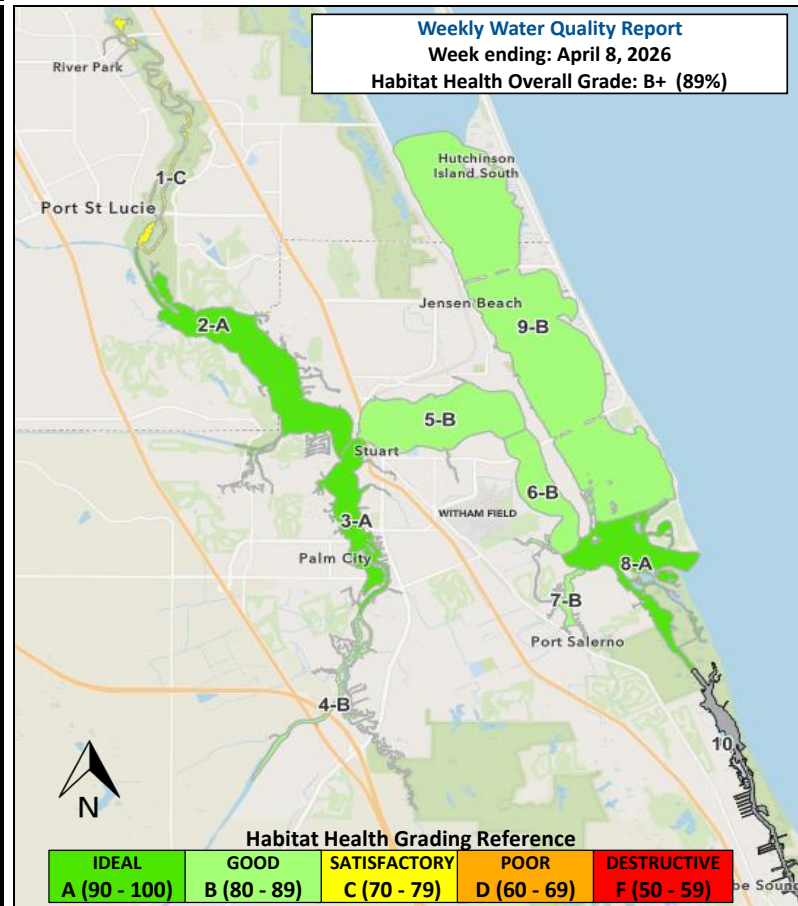 Weekly Water Quality Report
Week ending: April 8, 2026
Habitat Health Overall Grade: B+ (89%)
River Park
Hutchinson
Island South
1-C
Port St Lucie
Jensen Beach
2-A
9-B
5-B
Stuart
6-B
WITHAM FIELD
3-A
Palm City
8-A
7-B
Port Salerno
4-B
10
N
Habitat Health Grading Reference
IDEAL GOOD SATISFACTORY POOR DESTRUCTIVE
A (90 - 100) B (80 - 89) C (70 - 79) D (60 - 69) F (50 - 59)
be Sound